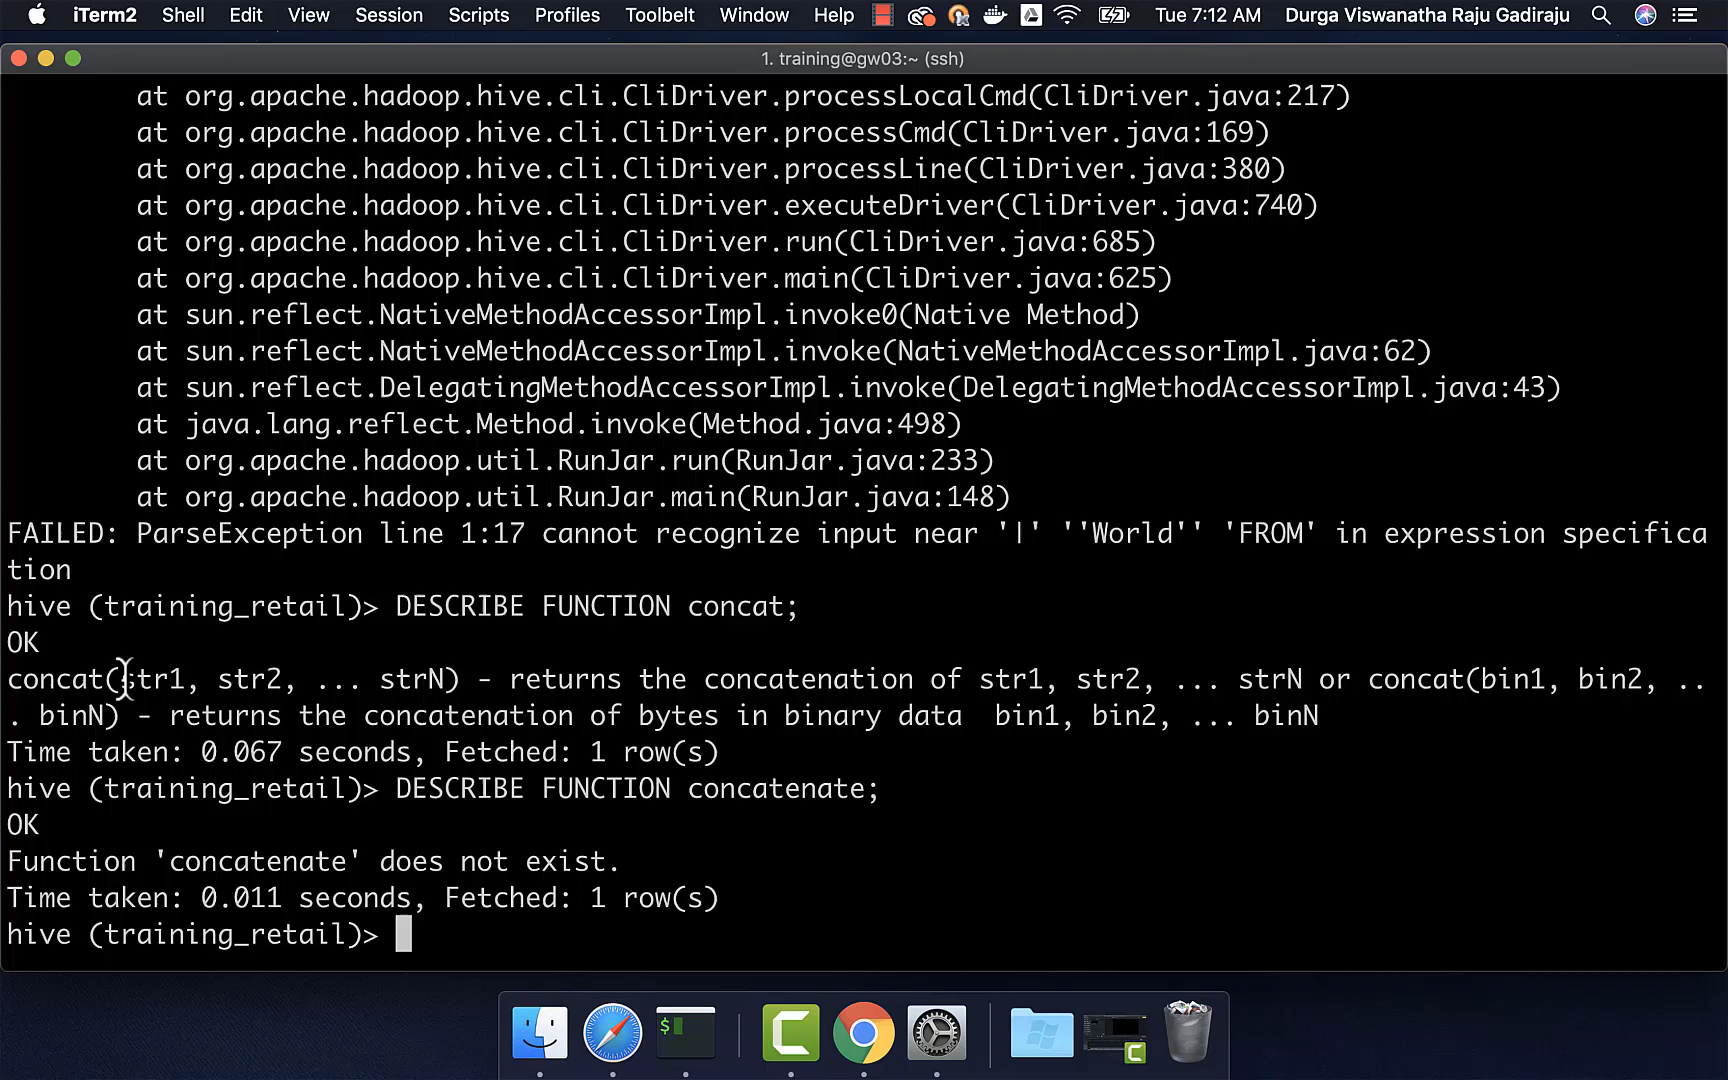 iTerm2 Shell Edit View Session Scripts Profiles Toolbelt Window Help Tue 7:12 AM Durga Viswanatha Raju Gadiraju
1. training@gw03:~ (ssh)
at org.apache.hadoop.hive.cli.CliDriver.processLocalCmd(CliDriver.java:217)
at org.apache.hadoop.hive.cli.CliDriver.processCmd(CliDriver.java:169)
at org.apache.hadoop.hive.cli.CliDriver.processLine(CliDriver.java:380)
at org.apache.hadoop.hive.cli.CliDriver.executeDriver(CliDriver.java:740)
at org.apache.hadoop.hive.cli.CliDriver.run(CliDriver.java:685)
at org.apache.hadoop.hive.cli.CliDriver.main(CliDriver.java:625)
at sun.reflect.NativeMethodAccessorImpl.invoke0(Native Method)
at sun.reflect.NativeMethodAccessorImpl.invoke(NativeMethodAccessorImpl.java:62)
at sun.reflect.DelegatingMethodAccessorImpl.invoke(DelegatingMethodAccessorImpl.java:43)
at java.lang.reflect.Method.invoke(Method.java:498)
at org.apache.hadoop.util.RunJar.run(RunJar.java:233)
at org.apache.hadoop.util.RunJar.main(RunJar.java:148)
FAILED: ParseException line 1:17 cannot recognize input near '|' ''World'' 'FROM' in expression specifica
tion
hive (training_retail)> DESCRIBE FUNCTION concat;
OK
concat(str1, str2, ... strN) - returns the concatenation of str1, str2, ... strN or concat(bin1, bin2, ..
. binN) - returns the concatenation of bytes in binary data  bin1, bin2, ... binN
Time taken: 0.067 seconds, Fetched: 1 row(s)
hive (training_retail)> DESCRIBE FUNCTION concatenate;
OK
Function 'concatenate' does not exist.
Time taken: 0.011 seconds, Fetched: 1 row(s)
hive (training_retail)>